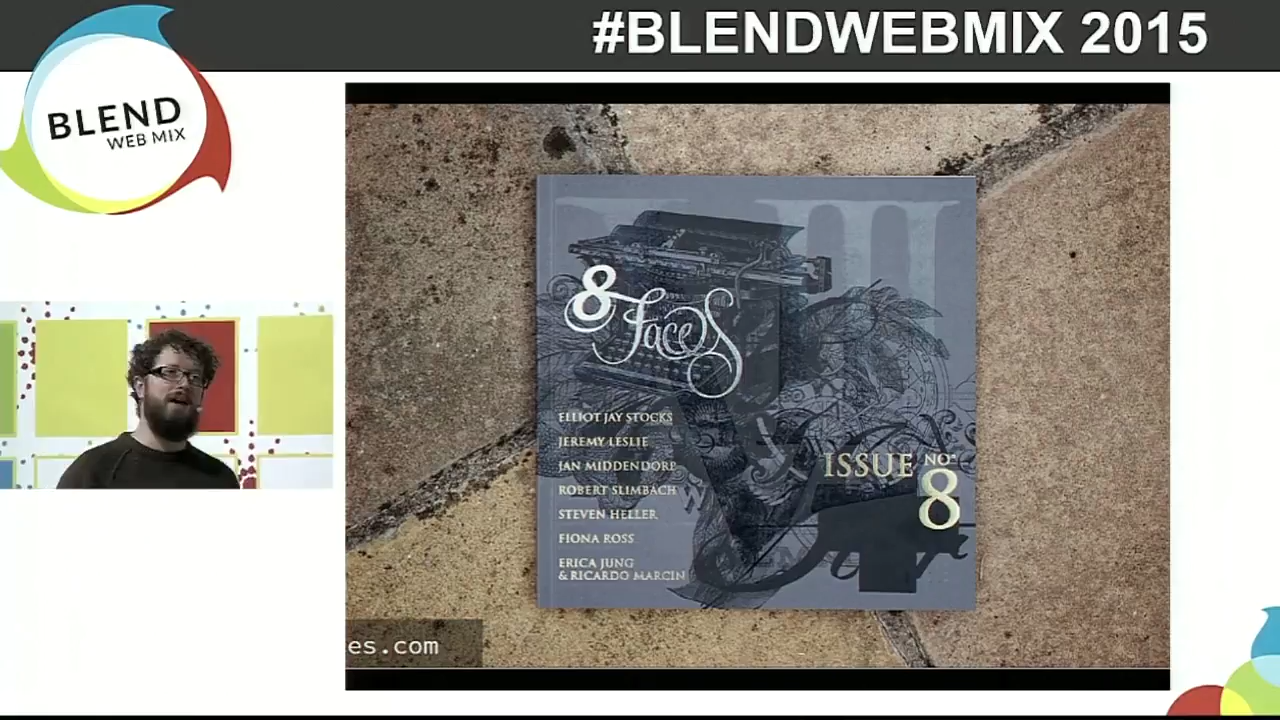 #BLENDWEBMIX 2015
BLEND
WEB MIX
8 Faces
ELLIOT JAY STOCKS
JEREMY LESLIE
JAN MIDDENDORP
ROBERT SLIMBACH
STEVEN HELLER
FIONA ROSS
ERICA JUNG
& RICARDO MARCIN
ISSUE NO.
8
es.com